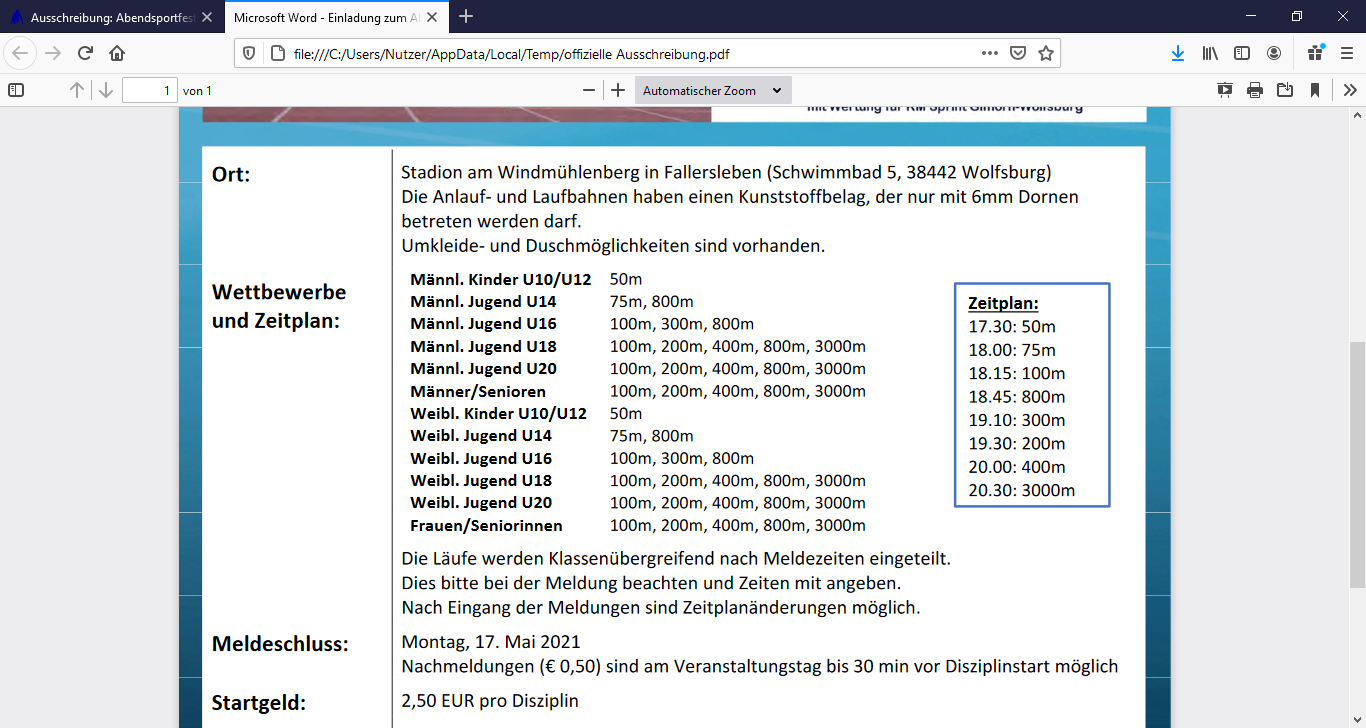 Ausschreibung: Abendsportfes
Microsoft Word - Einladung zum A
file:///C:/Users/Nutzer/AppData/Local/Temp/offizielle Ausschreibung.pdf
1 von 1
Automatischer Zoom
mit Wertung für KM Sprint Gifhorn-Wolfsburg
Ort:
Stadion am Windmühlenberg in Fallersleben (Schwimmbad 5, 38442 Wolfsburg)
Die Anlauf- und Laufbahnen haben einen Kunststoffbelag, der nur mit 6mm Dornen
betreten werden darf.
Umkleide- und Duschmöglichkeiten sind vorhanden.
Wettbewerbe
und Zeitplan:
Männl. Kinder U10/U12 50m
Männl. Jugend U14 75m, 800m
Männl. Jugend U16 100m, 300m, 800m
Männl. Jugend U18 100m, 200m, 400m, 800m, 3000m
Männl. Jugend U20 100m, 200m, 400m, 800m, 3000m
Männer/Senioren 100m, 200m, 400m, 800m, 3000m
Weibl. Kinder U10/U12 50m
Weibl. Jugend U14 75m, 800m
Weibl. Jugend U16 100m, 300m, 800m
Weibl. Jugend U18 100m, 200m, 400m, 800m, 3000m
Weibl. Jugend U20 100m, 200m, 400m, 800m, 3000m
Frauen/Seniorinnen 100m, 200m, 400m, 800m, 3000m
Zeitplan:
17.30: 50m
18.00: 75m
18.15: 100m
18.45: 800m
19.10: 300m
19.30: 200m
20.00: 400m
20.30: 3000m
Die Läufe werden Klassenübergreifend nach Meldezeiten eingeteilt.
Dies bitte bei der Meldung beachten und Zeiten mit angeben.
Nach Eingang der Meldungen sind Zeitplanänderungen möglich.
Meldeschluss:
Montag, 17. Mai 2021
Nachmeldungen (€ 0,50) sind am Veranstaltungstag bis 30 min vor Disziplinstart möglich
Startgeld:
2,50 EUR pro Disziplin